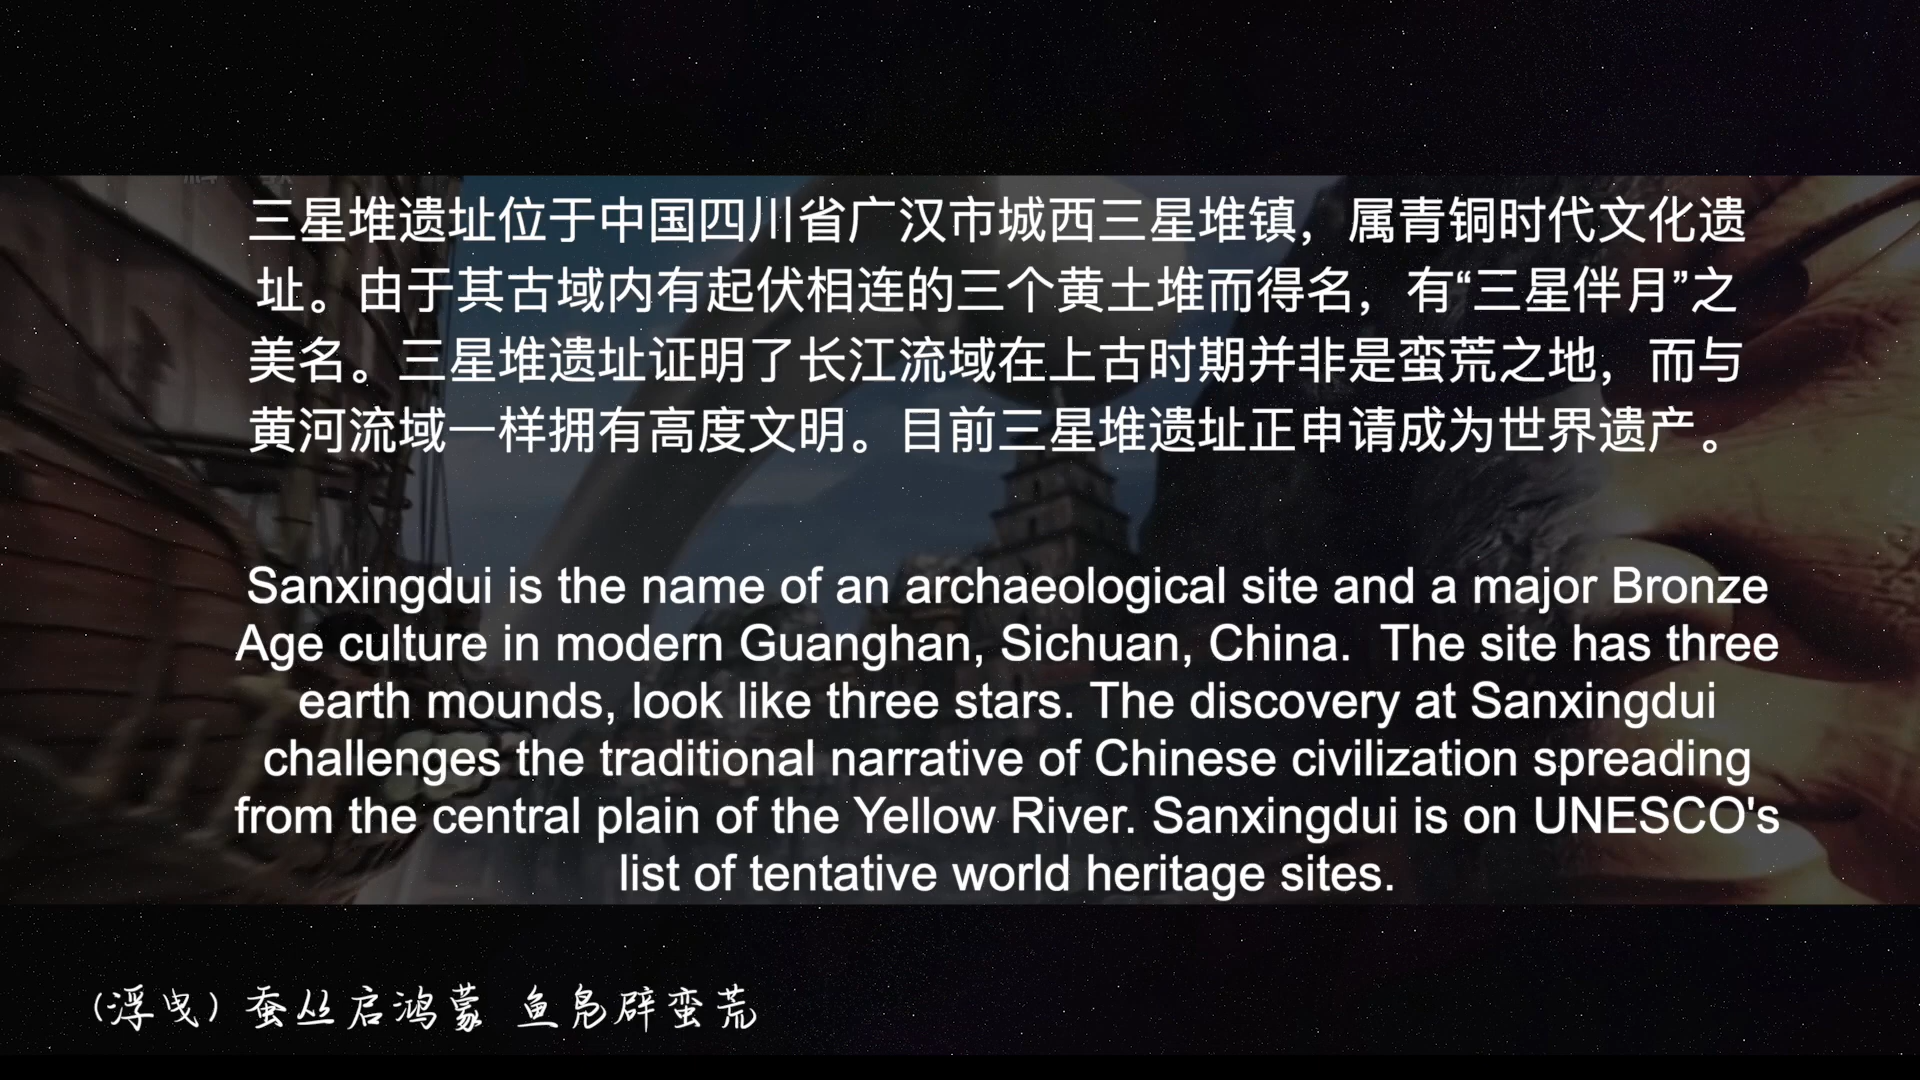 三星堆遗址位于中国四川省广汉市城西三星堆镇，属青铜时代文化遗
址。由于其古域内有起伏相连的三个黄土堆而得名，有“三星伴月”之
美名。三星堆遗址证明了长江流域在上古时期并非是蛮荒之地，而与
黄河流域一样拥有高度文明。目前三星堆遗址正申请成为世界遗产。
Sanxingdui is the name of an archaeological site and a major Bronze
Age culture in modern Guanghan, Sichuan, China.  The site has three
earth mounds, look like three stars. The discovery at Sanxingdui
challenges the traditional narrative of Chinese civilization spreading
from the central plain of the Yellow River. Sanxingdui is on UNESCO's
list of tentative world heritage sites.
（浮曳）蚕丛启鸿蒙 鱼凫辟蛮荒